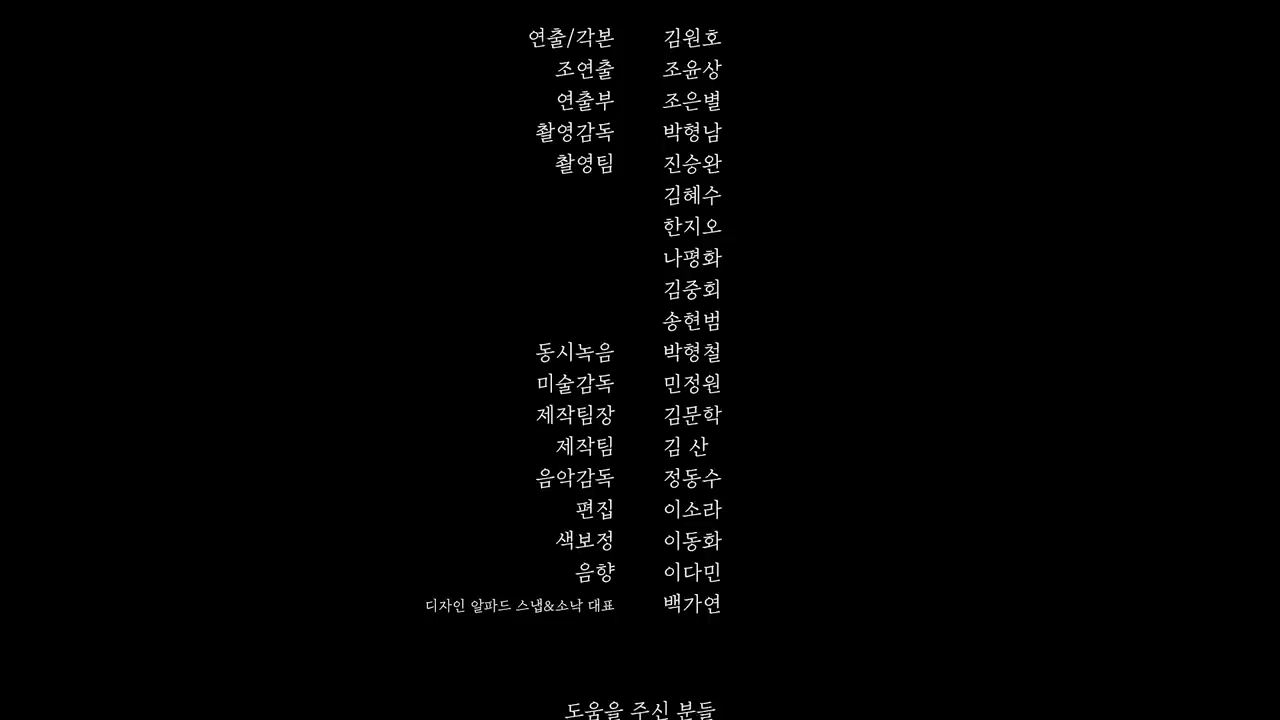 연출/각본 김원호
조연출 조윤상
연출부 조은별
촬영감독 박형남
촬영팀 진승완
김혜수
한지오
나평화
김중회
송현범
동시녹음 박형철
미술감독 민정원
제작팀장 김문학
제작팀 김 산
음악감독 정동수
편집 이소라
색보정 이동화
음향 이다민
디자인 알파드 스냅&소낙 대표 백가연
도움을 주신 분들